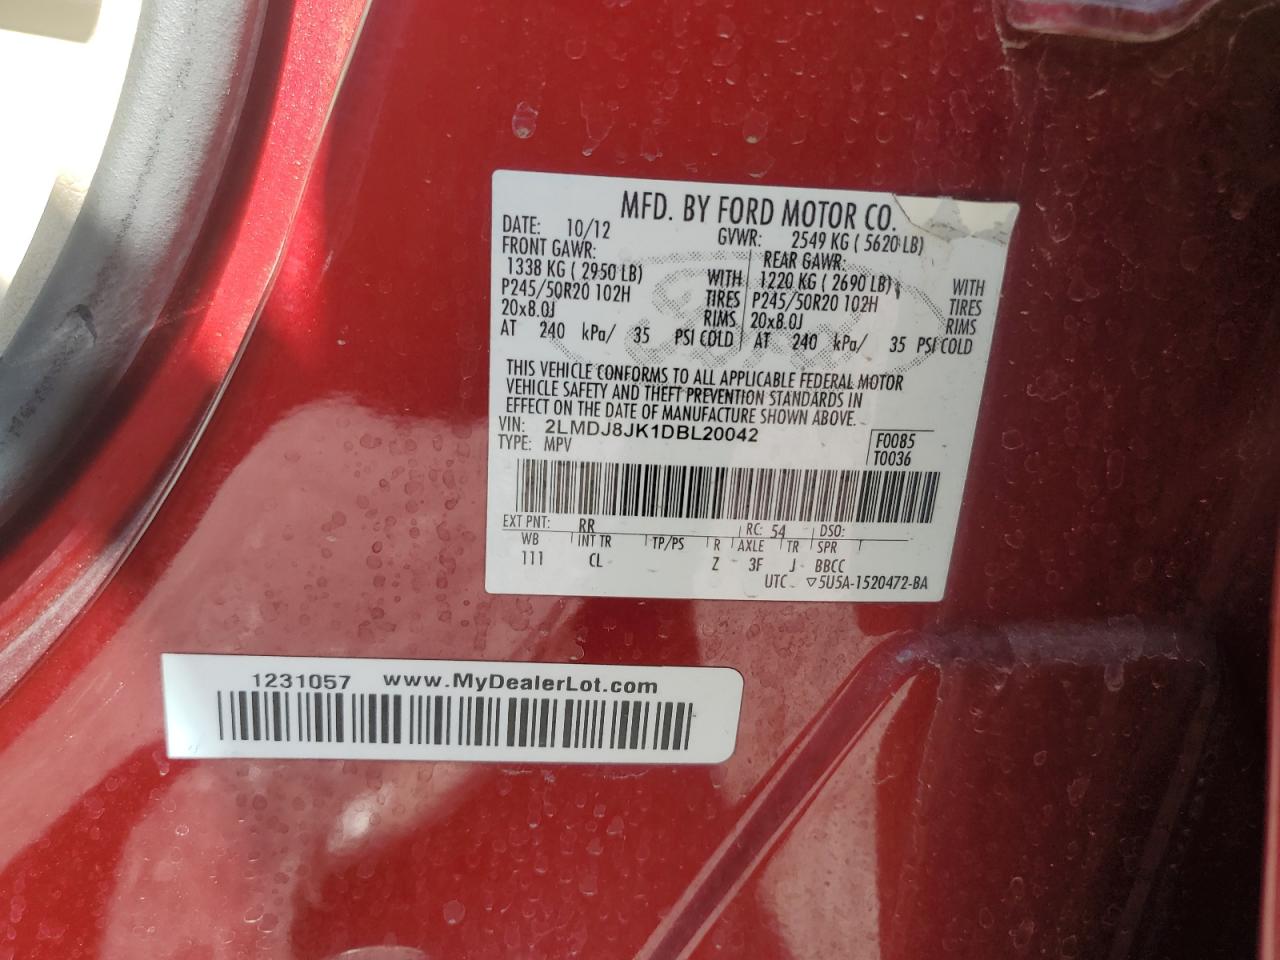 MFD. BY FORD MOTOR CO.
DATE: 10/12 GVWR: 2549 KG ( 5620 LB)
FRONT GAWR: REAR GAWR:
1338 KG ( 2950 LB) WITH 1220 KG ( 2690 LB) WITH
P245/50R20 102H TIRES P245/50R20 102H TIRES
20x8.0J RIMS 20x8.0J RIMS
AT 240 kPa/ 35 PSI COLD AT 240 kPa/ 35 PSI COLD
THIS VEHICLE CONFORMS TO ALL APPLICABLE FEDERAL MOTOR
VEHICLE SAFETY AND THEFT PREVENTION STANDARDS IN
EFFECT ON THE DATE OF MANUFACTURE SHOWN ABOVE.
VIN: 2LMDJ8JK1DBL20042 F0085
TYPE: MPV T0036
EXT PNT: RR RC: 54 DSO:
WB INT TR TP/PS R AXLE TR SPR
111 CL Z 3F J BBCC
UTC ▽5U5A-1520472-BA
1231057 www.MyDealerLot.com